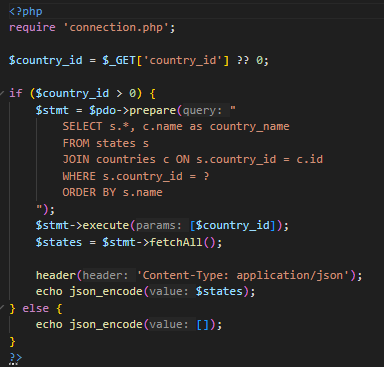 <?php
require 'connection.php';

$country_id = $_GET['country_id'] ?? 0;

if ($country_id > 0) {
    $stmt = $pdo->prepare(query: "
        SELECT s.*, c.name as country_name
        FROM states s
        JOIN countries c ON s.country_id = c.id
        WHERE s.country_id = ?
        ORDER BY s.name
    ");
    $stmt->execute(params: [$country_id]);
    $states = $stmt->fetchAll();

    header(header: 'Content-Type: application/json');
    echo json_encode(value: $states);
} else {
    echo json_encode(value: []);
}
?>